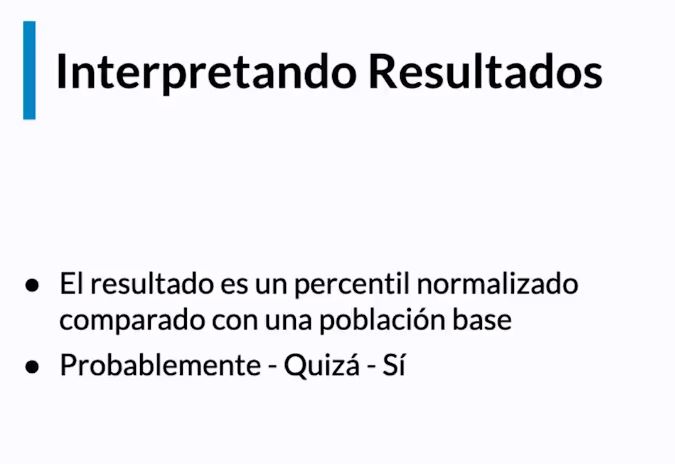 Interpretando Resultados
● El resultado es un percentil normalizado
comparado con una población base
● Probablemente - Quizá - Sí